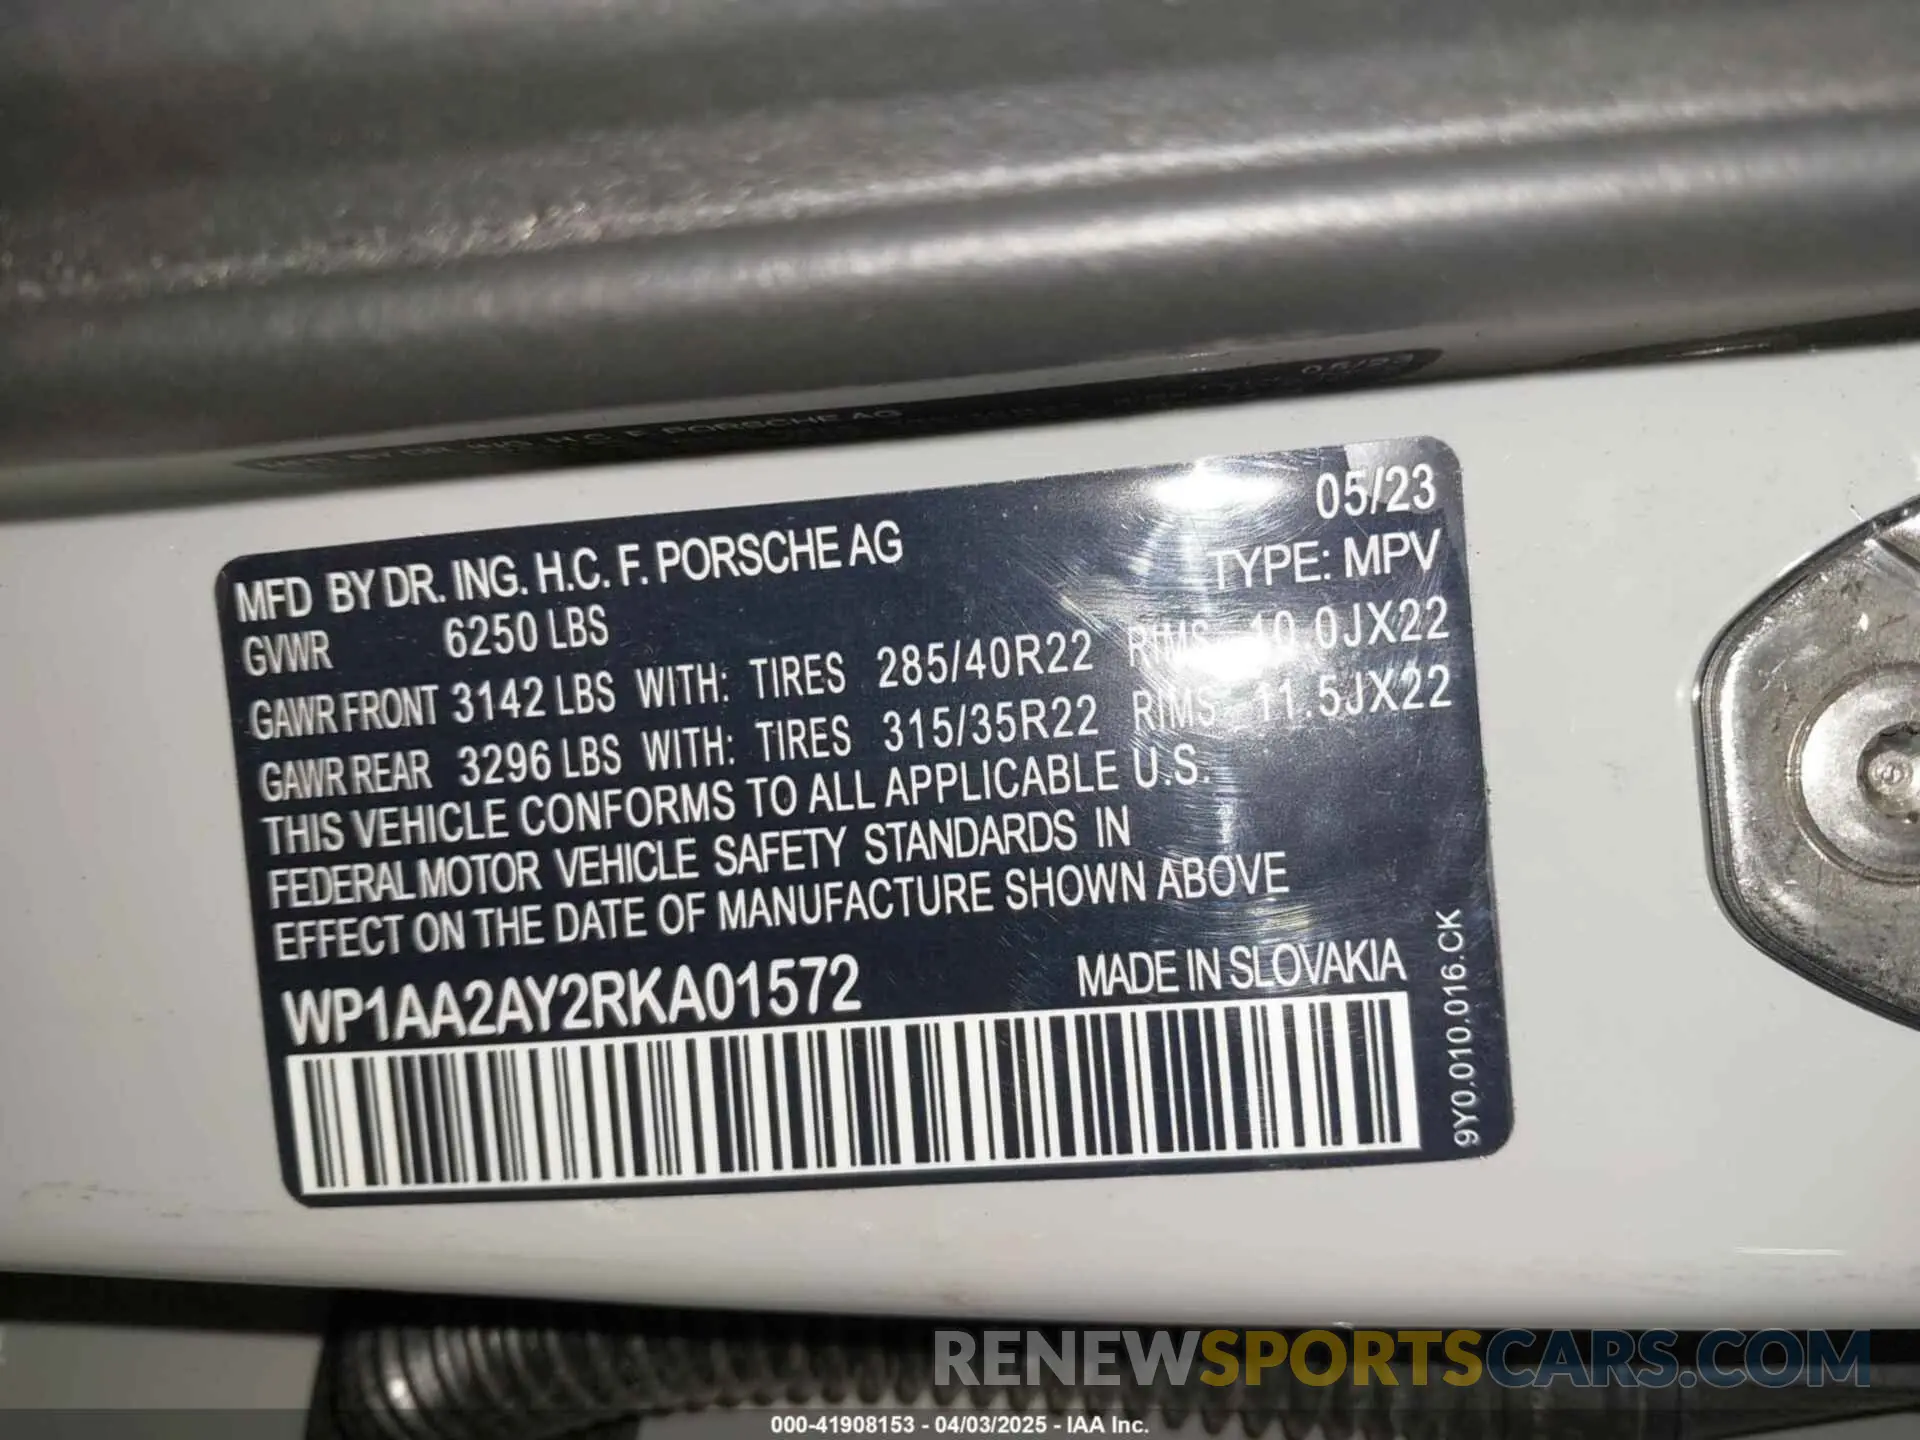 MFD BY DR. ING. H.C. F. PORSCHE AG 05/23
GVWR 6250 LBS TYPE: MPV
GAWR FRONT 3142 LBS WITH: TIRES 285/40R22 RIMS 10.0JX22
GAWR REAR 3296 LBS WITH: TIRES 315/35R22 RIMS 11.5JX22
THIS VEHICLE CONFORMS TO ALL APPLICABLE U.S.
FEDERAL MOTOR VEHICLE SAFETY STANDARDS IN
EFFECT ON THE DATE OF MANUFACTURE SHOWN ABOVE
WP1AA2AY2RKA01572 MADE IN SLOVAKIA
9Y0.010.016.CK
RENEWSPORTSCARS.COM
000-41908153 - 04/03/2025 - IAA Inc.